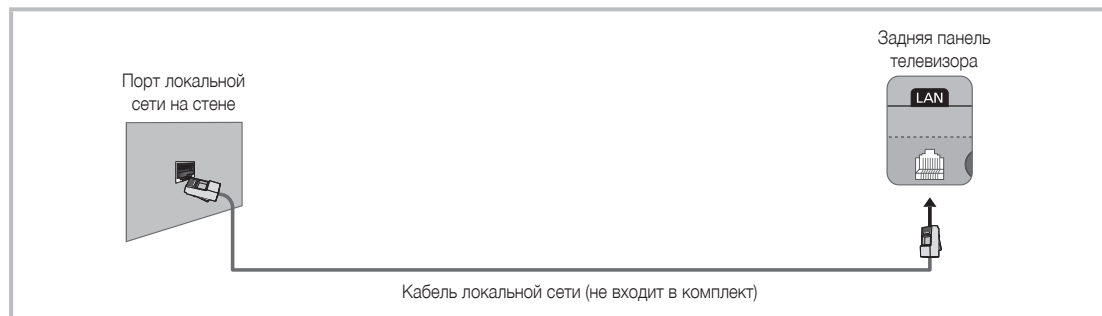 Задняя панель
телевизора
Порт локальной
сети на стене
LAN
Кабель локальной сети (не входит в комплект)